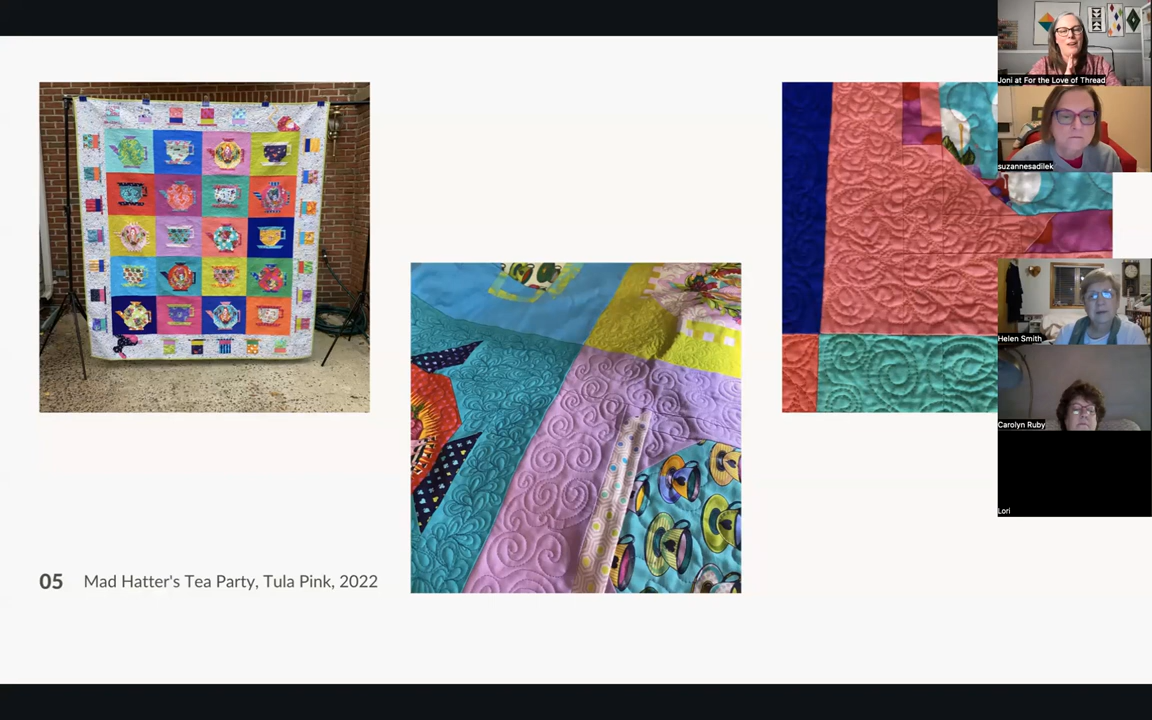 05 Mad Hatter's Tea Party, Tula Pink, 2022
Joni at For the Love of Thread
suzannesadilek
Helen Smith
Carolyn Ruby
Lori